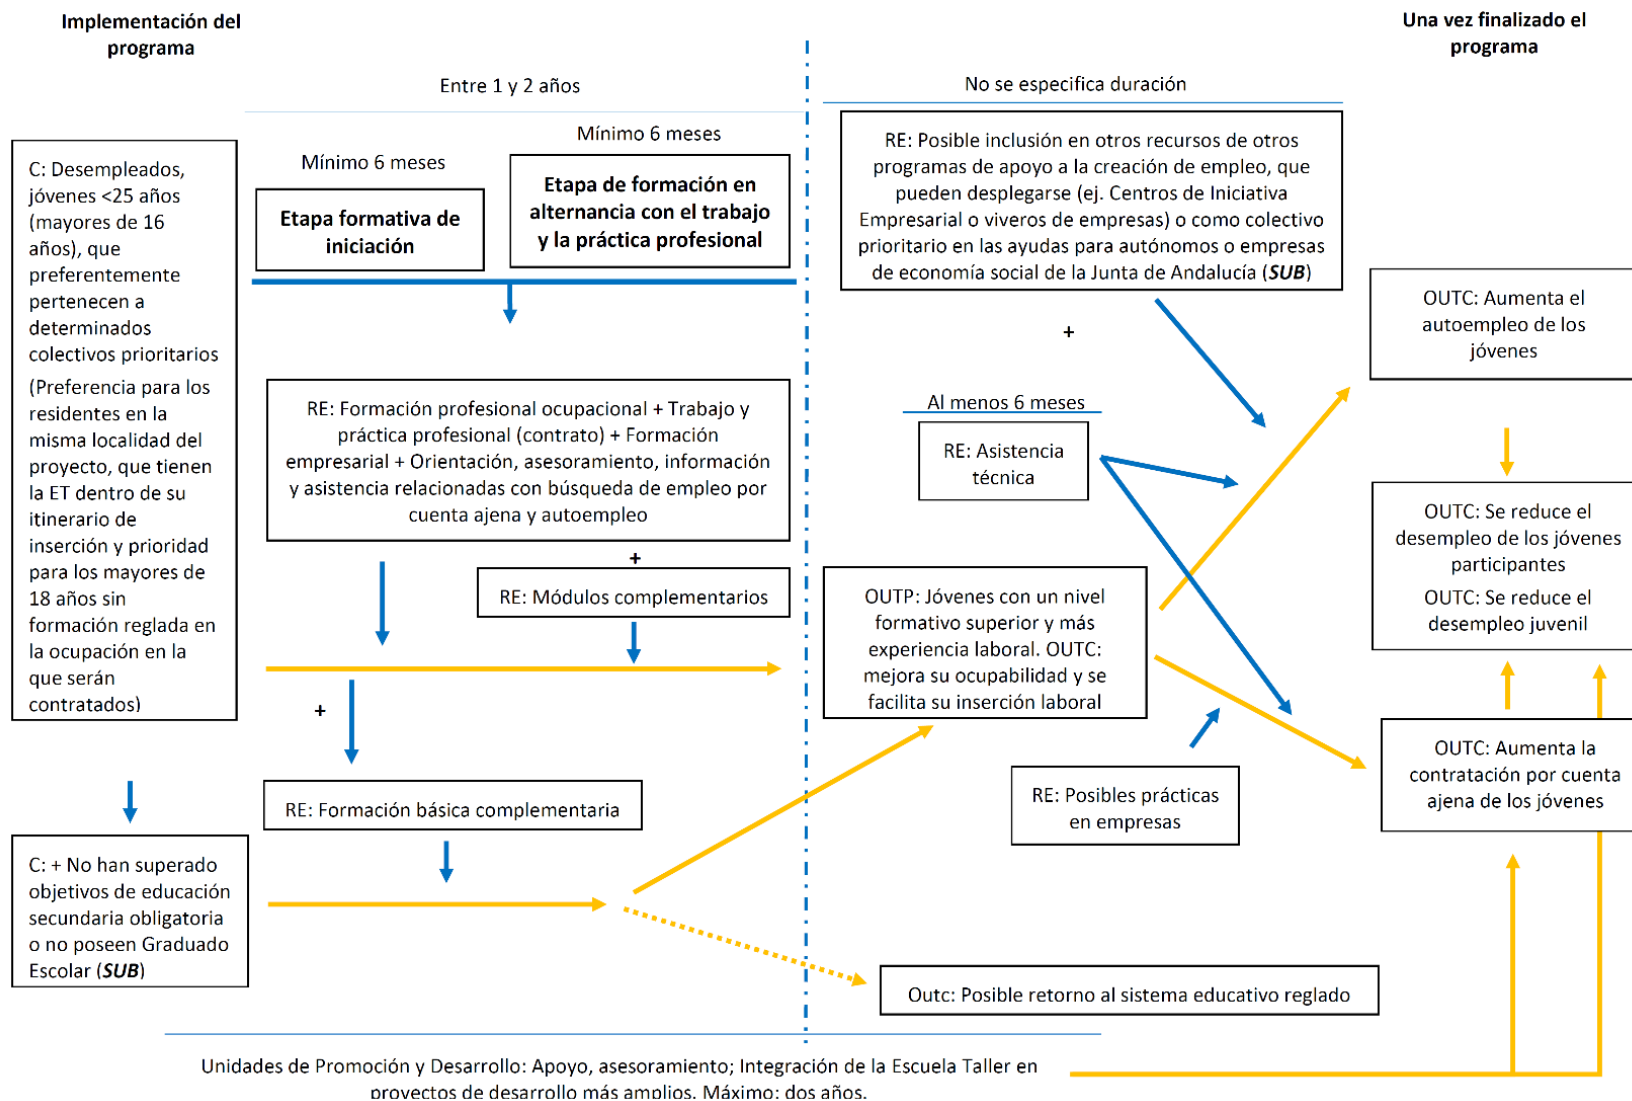 Implementación del
programa
Una vez finalizado el
programa
Entre 1 y 2 años
No se especifica duración
Mínimo 6 meses
Mínimo 6 meses
C: Desempleados,
jóvenes <25 años
(mayores de 16
años), que
preferentemente
pertenecen a
determinados
colectivos prioritarios
(Preferencia para los
residentes en la
misma localidad del
proyecto, que tienen
la ET dentro de su
itinerario de
inserción y prioridad
para los mayores de
18 años sin
formación reglada en
la ocupación en la
que serán
contratados)
Etapa formativa de
iniciación
Etapa de formación en
alternancia con el trabajo
y la práctica profesional
RE: Formación profesional ocupacional + Trabajo y
práctica profesional (contrato) + Formación
empresarial + Orientación, asesoramiento, información
y asistencia relacionadas con búsqueda de empleo por
cuenta ajena y autoempleo
+
RE: Módulos complementarios
+
RE: Formación básica complementaria
C: + No han superado
objetivos de educación
secundaria obligatoria
o no poseen Graduado
Escolar (SUB)
RE: Posible inclusión en otros recursos de otros
programas de apoyo a la creación de empleo, que
pueden desplegarse (ej. Centros de Iniciativa
Empresarial o viveros de empresas) o como colectivo
prioritario en las ayudas para autónomos o empresas
de economía social de la Junta de Andalucía (SUB)
+
Al menos 6 meses
RE: Asistencia
técnica
OUTP: Jóvenes con un nivel
formativo superior y más
experiencia laboral. OUTC:
mejora su ocupabilidad y se
facilita su inserción laboral
RE: Posibles prácticas
en empresas
Outc: Posible retorno al sistema educativo reglado
OUTC: Aumenta el
autoempleo de los
jóvenes
OUTC: Se reduce el
desempleo de los jóvenes
participantes
OUTC: Se reduce el
desempleo juvenil
OUTC: Aumenta la
contratación por cuenta
ajena de los jóvenes
Unidades de Promoción y Desarrollo: Apoyo, asesoramiento; Integración de la Escuela Taller en
proyectos de desarrollo más amplios. Máximo: dos años.